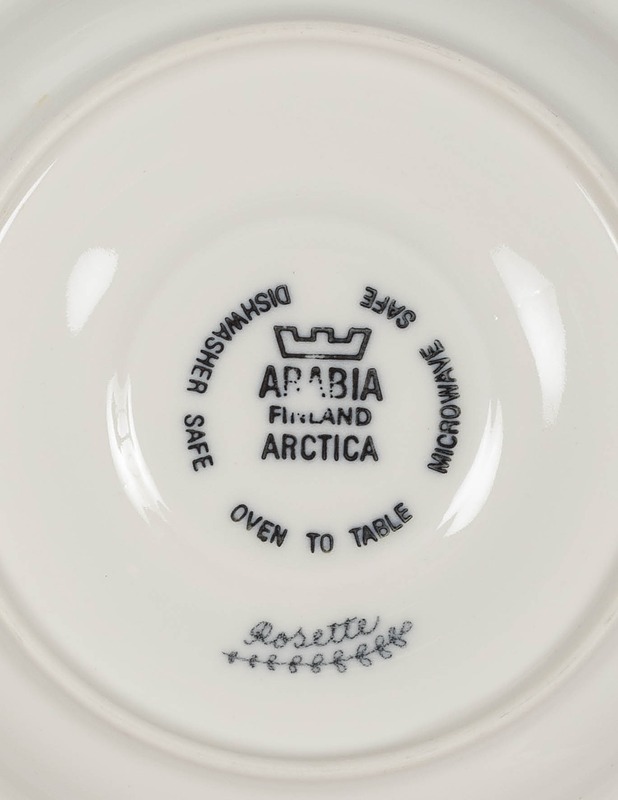 ARABIA
FINLAND
ARCTICA
DISHWASHER SAFE
MICROWAVE SAFE
OVEN TO TABLE
Rosette